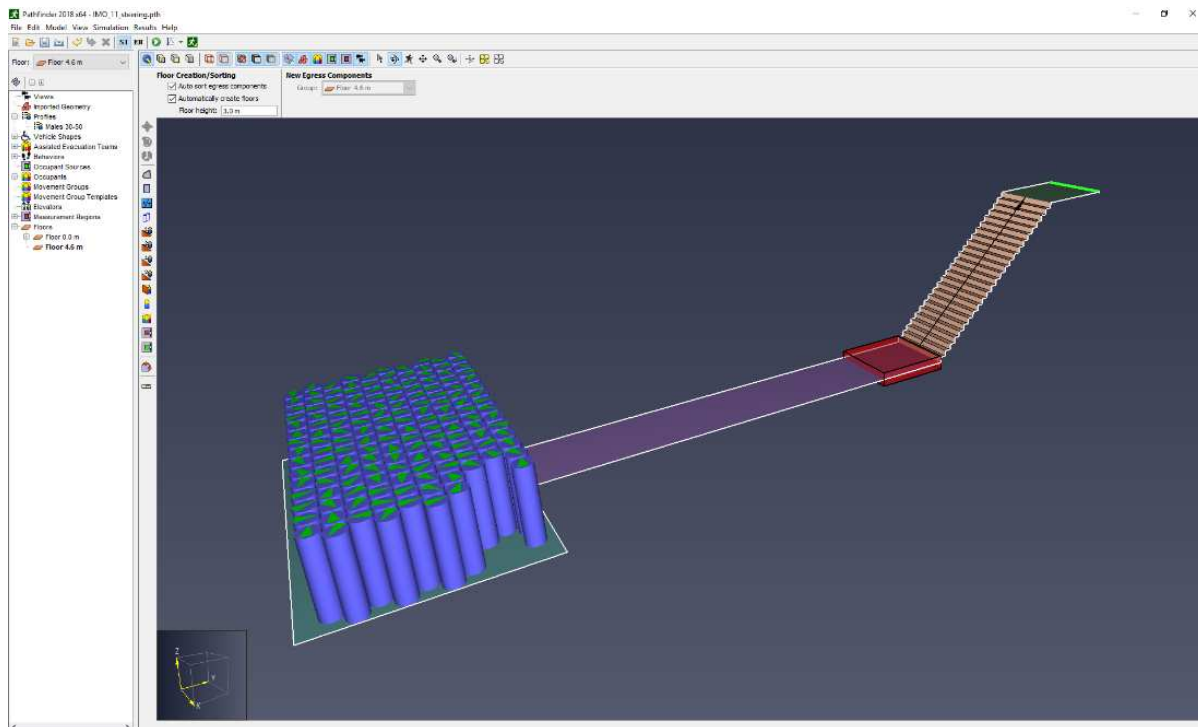 Pathfinder 2018 x64 - IMO_11_steering.pth
File Edit Model View Simulation Results Help
Floor: Floor 4.6 m
Floor Creation/Sorting
Auto sort egress components
Automatically create floors
Floor height: 3.0 m
New Egress Components
Group: Floor 4.6 m
Views
Imported Geometry
Profiles
Males 30-50
Vehicle Shapes
Assisted Evacuation Teams
Behaviors
Occupant Sources
Occupants
Movement Groups
Movement Group Templates
Elevators
Measurement Regions
Floors
Floor 0.0 m
Floor 4.6 m
Z
Y
X